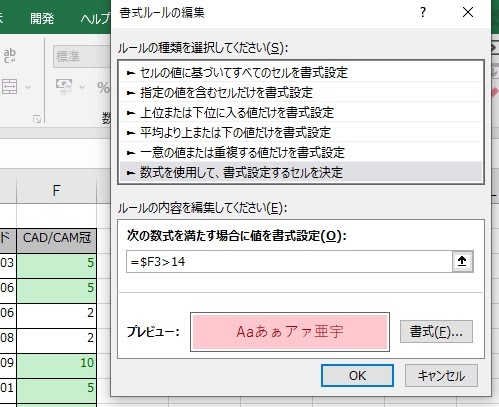 書式ルールの編集
? ×
示 開発 ヘルプ
ルールの種類を選択してください(S):
ab
c
標準
%
数
► セルの値に基づいてすべてのセルを書式設定
► 指定の値を含むセルだけを書式設定
► 上位または下位に入る値だけを書式設定
► 平均より上または下の値だけを書式設定
► 一意の値または重複する値だけを書式設定
► 数式を使用して、書式設定するセルを決定
ルールの内容を編集してください(E):
次の数式を満たす場合に値を書式設定(O):
=$F3>14
プレビュー:
Aaあぁアァ亜宇
書式(F)...
OK
キャンセル
F
ド CAD/CAM冠
03 5
06 5
06 2
08 2
09 10
01 5